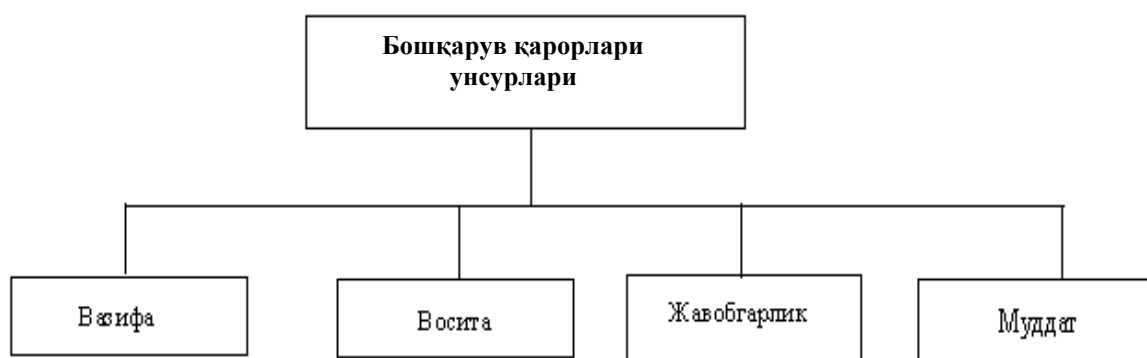 Бошқарув қарорлари
унсурлари
Вазифа
Восита
Жавобгарлик
Муддат